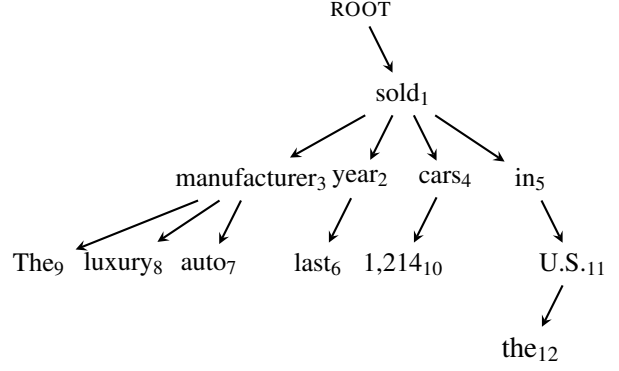 ROOT
sold₁
manufacturer₃ year₂ cars₄ in₅
The₉ luxury₈ auto₇ last₆ 1,214₁₀ U.S.₁₁
the₁₂